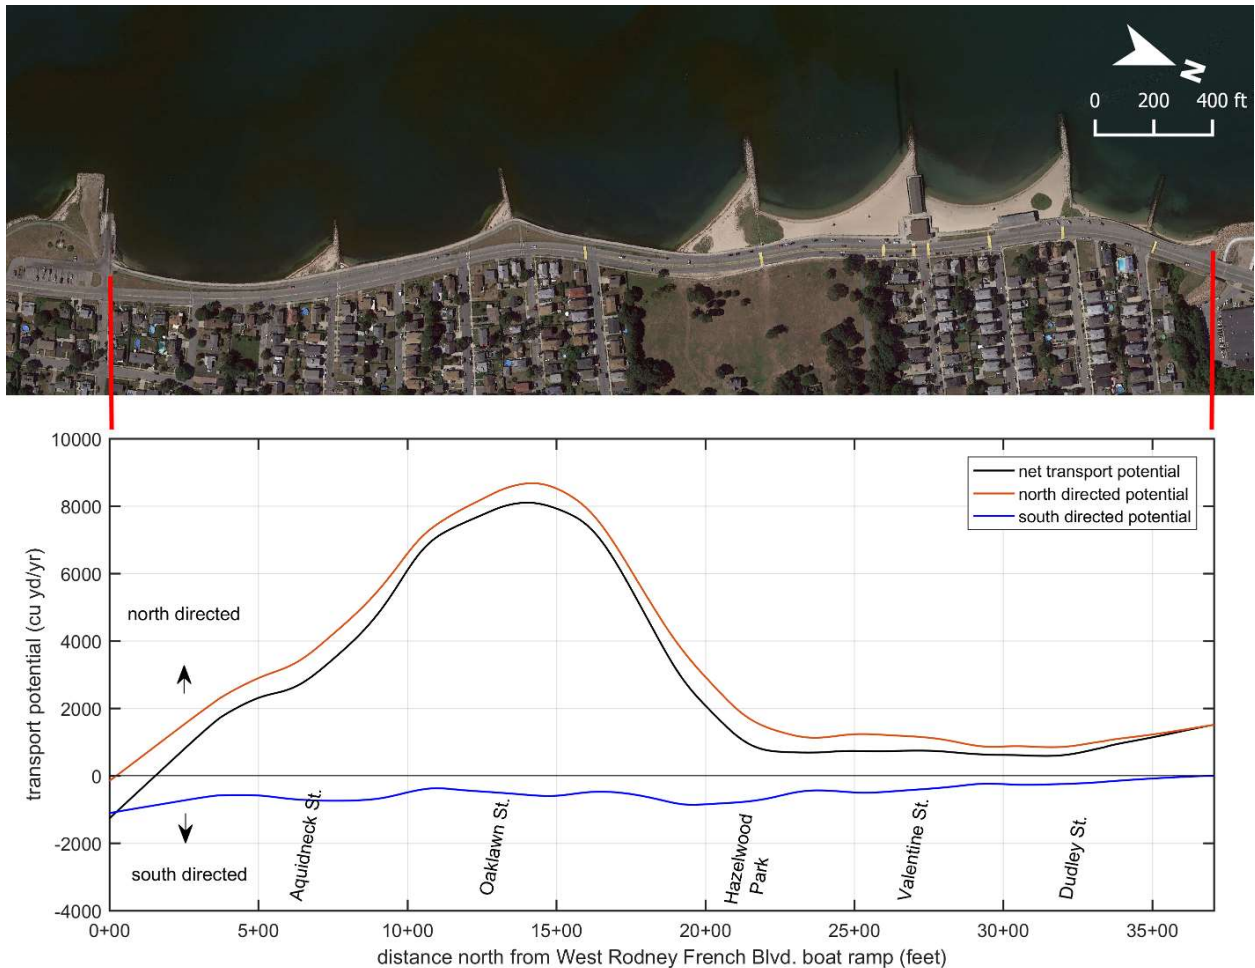 N
0 200 400 ft
10000
8000
6000
4000
2000
0
-2000
-4000
transport potential (cu yd/yr)
net transport potential
north directed potential
south directed potential
north directed
south directed
Aquidneck St.
Oaklawn St.
Hazelwood
Park
Valentine St.
Dudley St.
0+00 5+00 10+00 15+00 20+00 25+00 30+00 35+00
distance north from West Rodney French Blvd. boat ramp (feet)